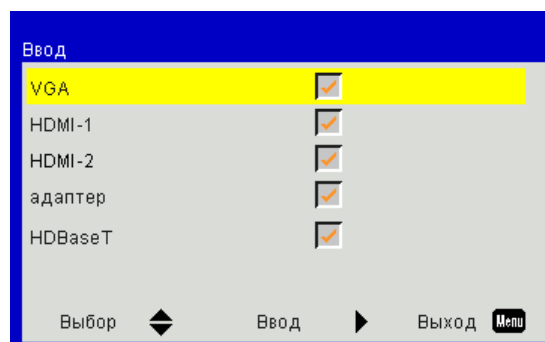 Ввод
VGA
HDMI-1
HDMI-2
адаптер
HDBaseT
Выбор Ввод Выход Menu